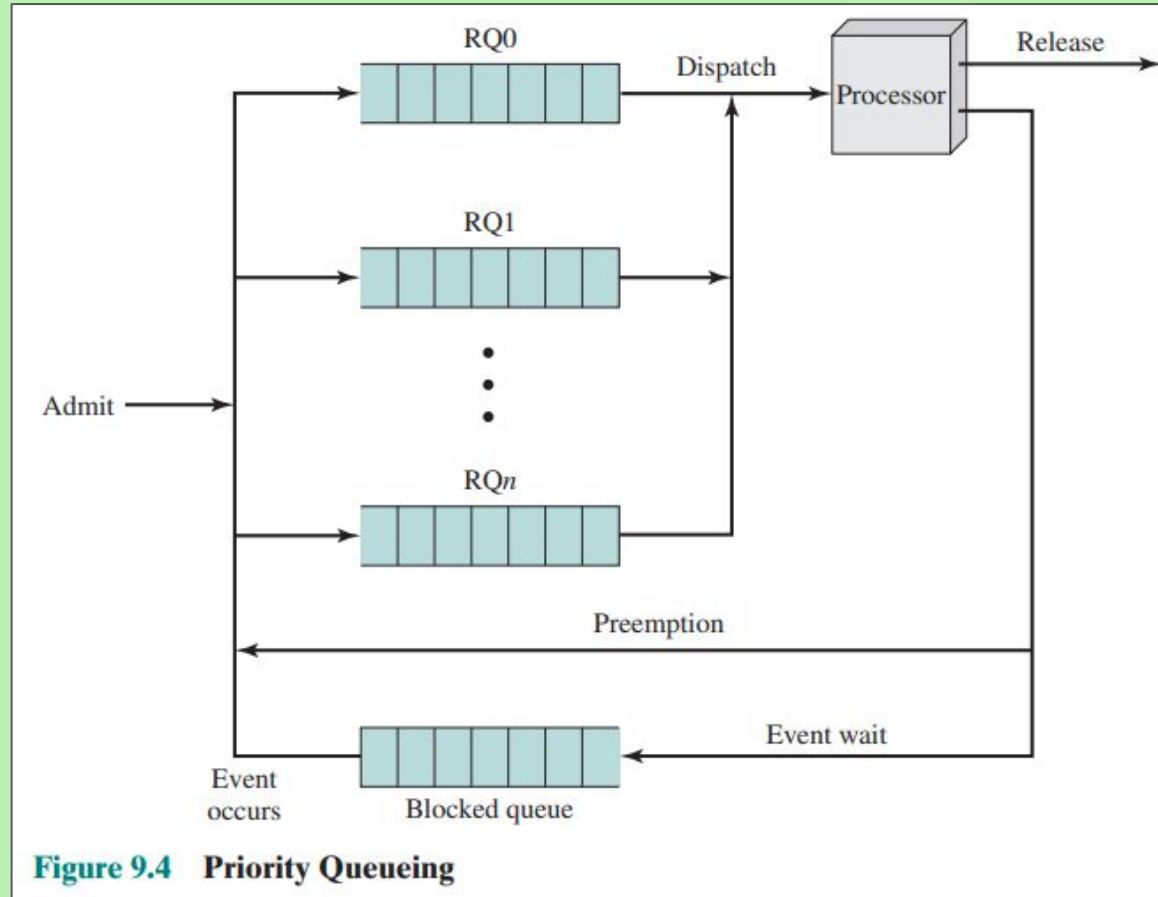 RQ0
Dispatch
Processor
Release
RQ1
Admit
RQn
Preemption
Event wait
Event
occurs
Blocked queue
Figure 9.4 Priority Queueing